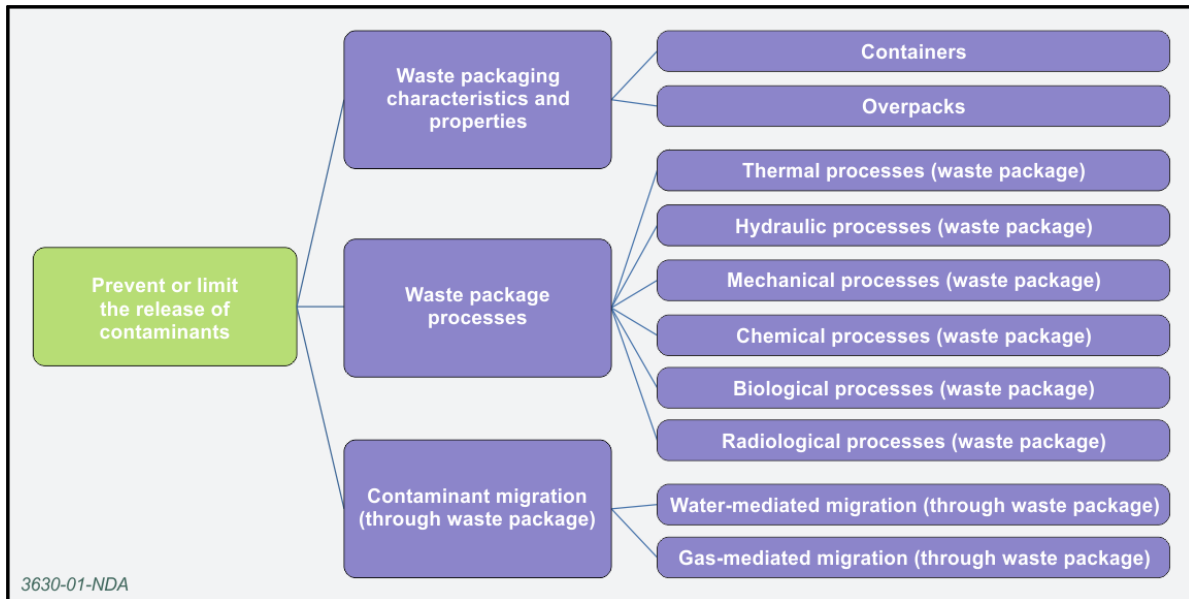 Prevent or limit
the release of
contaminants
Waste packaging
characteristics and
properties
Containers
Overpacks
Waste package
processes
Thermal processes (waste package)
Hydraulic processes (waste package)
Mechanical processes (waste package)
Chemical processes (waste package)
Biological processes (waste package)
Radiological processes (waste package)
Contaminant migration
(through waste package)
Water-mediated migration (through waste package)
Gas-mediated migration (through waste package)
3630-01-NDA